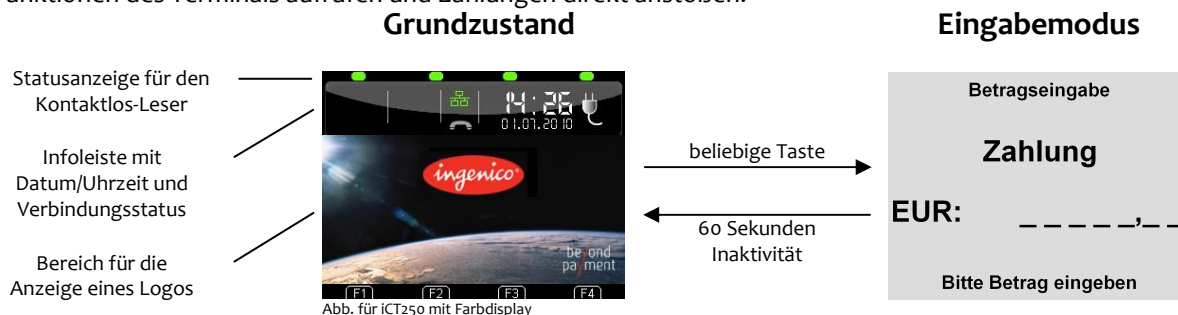 Funktionen des Terminals aufrufen und Zahlungen direkt anstoßen.
Grundzustand
Eingabemodus
Statusanzeige für den
Kontaktlos-Leser
Infoleiste mit
Datum/Uhrzeit und
Verbindungsstatus
Bereich für die
Anzeige eines Logos
14:26
01.07.2010
ingenico
beyond
payment
F1 F2 F3 F4
Abb. für iCT250 mit Farbdisplay
beliebige Taste
60 Sekunden
Inaktivität
Betragseingabe
Zahlung
EUR: _ _ _ _ _,_ _
Bitte Betrag eingeben